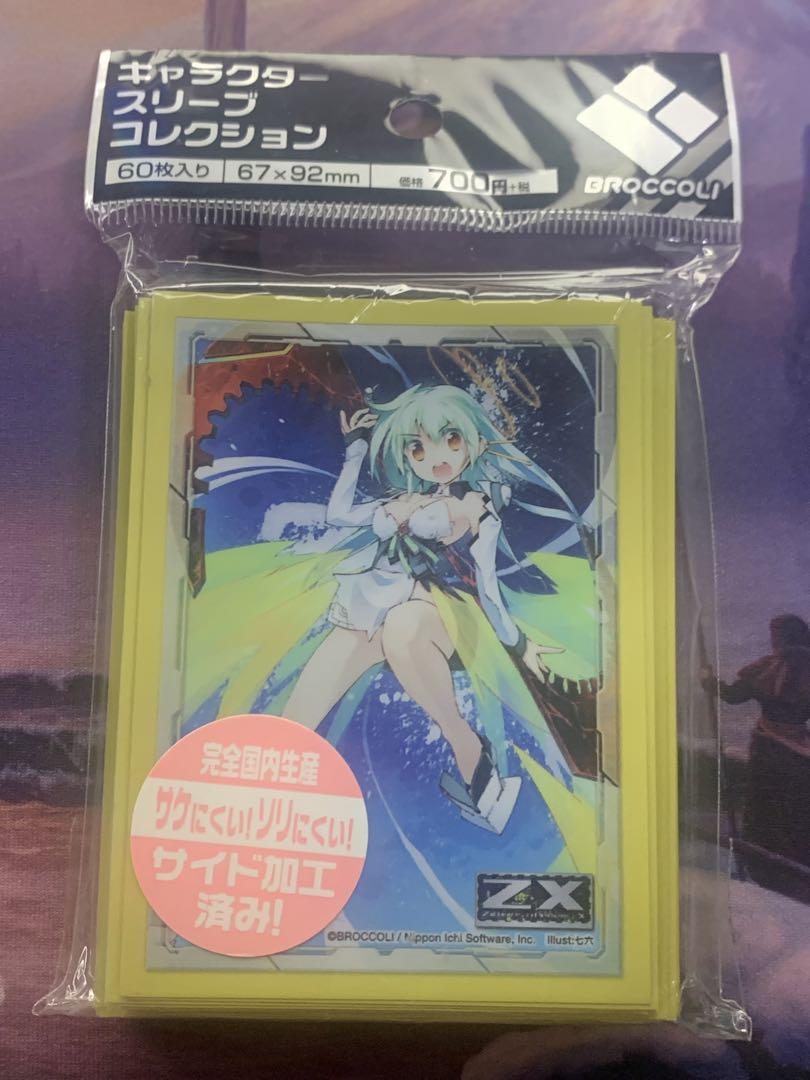 キャラクター
スリーブ
コレクション
60枚入り 67×92mm 価格 700円+税
BROCCOLI
完全国内生産
サケにくい!ソリにくい!
サイド加工
済み!
Z/X
©BROCCOLI / Nippon Ichi Software, Inc. Illust:七六